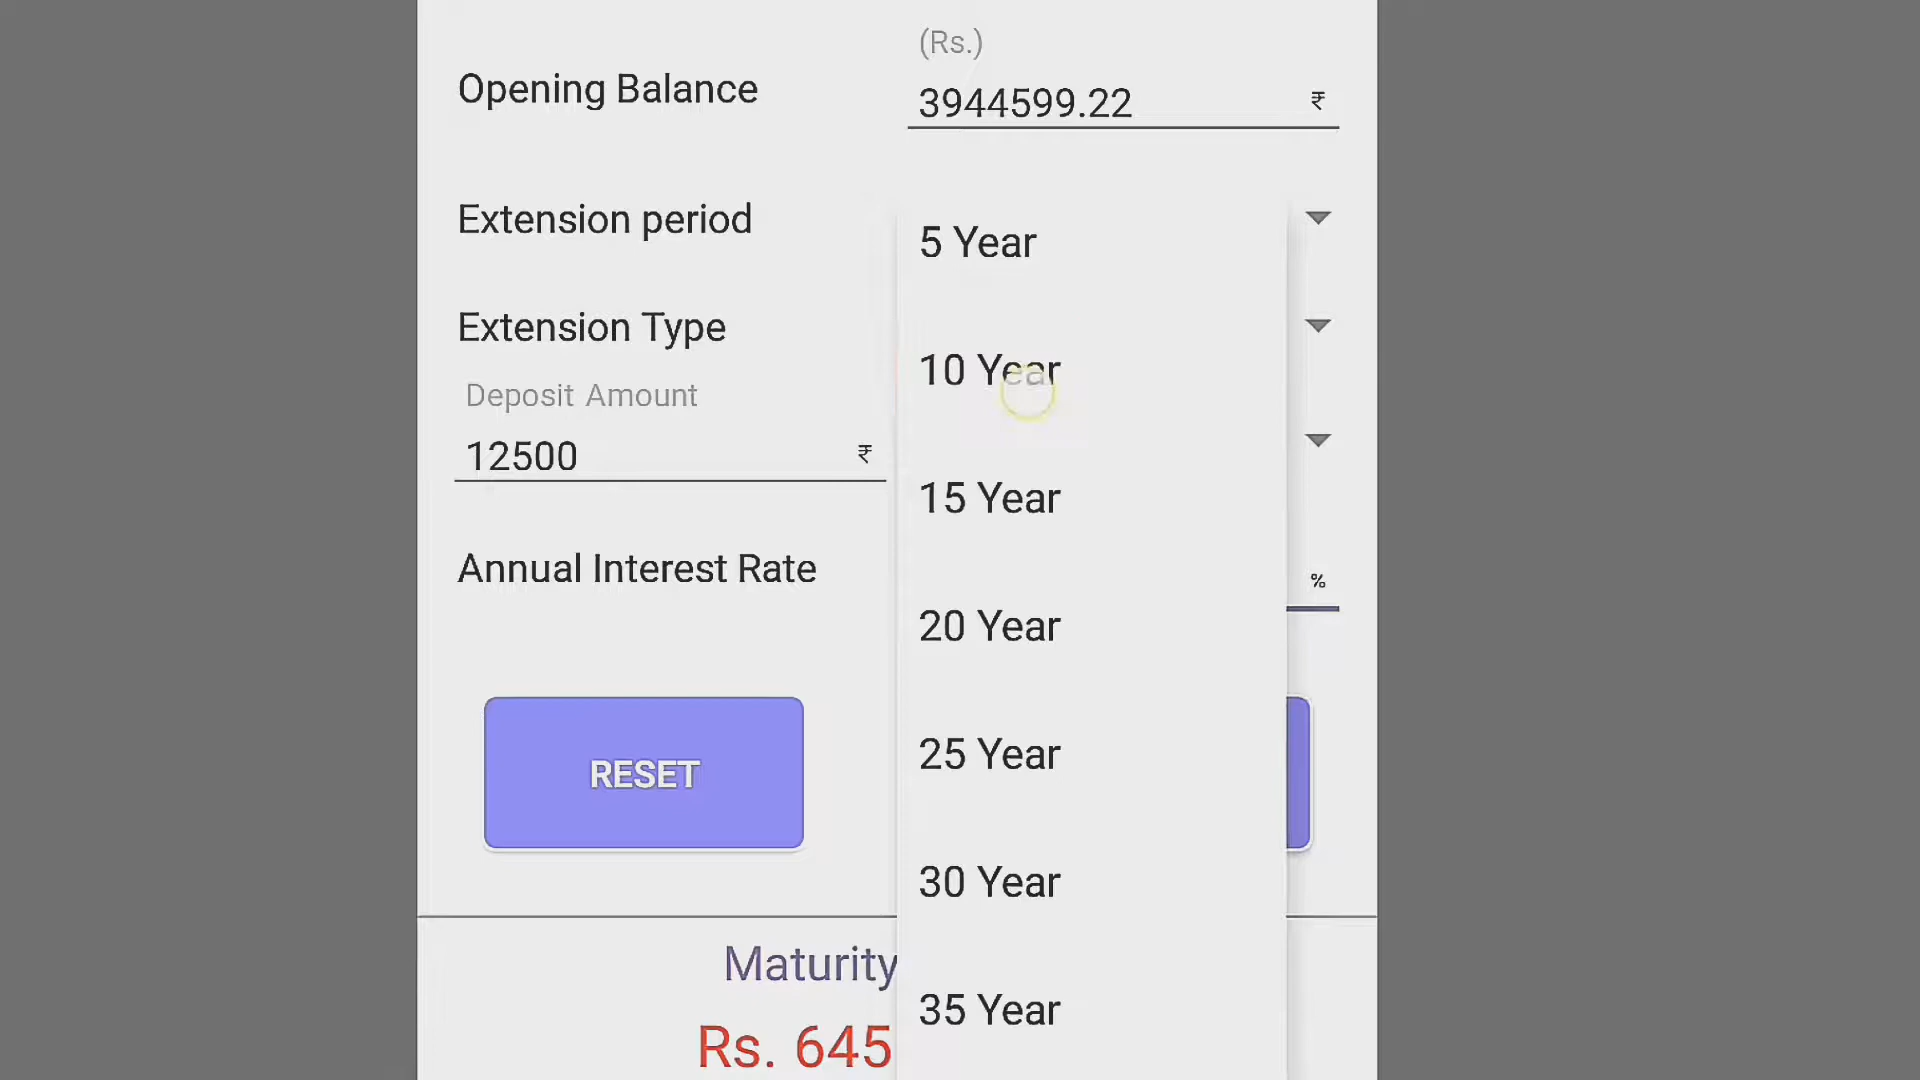 (Rs.)
Opening Balance
3944599.22 ₹
Extension period
5 Year
Extension Type
10 Year
Deposit Amount
12500 ₹
15 Year
Annual Interest Rate
%
20 Year
RESET
25 Year
30 Year
Maturity
35 Year
Rs. 645